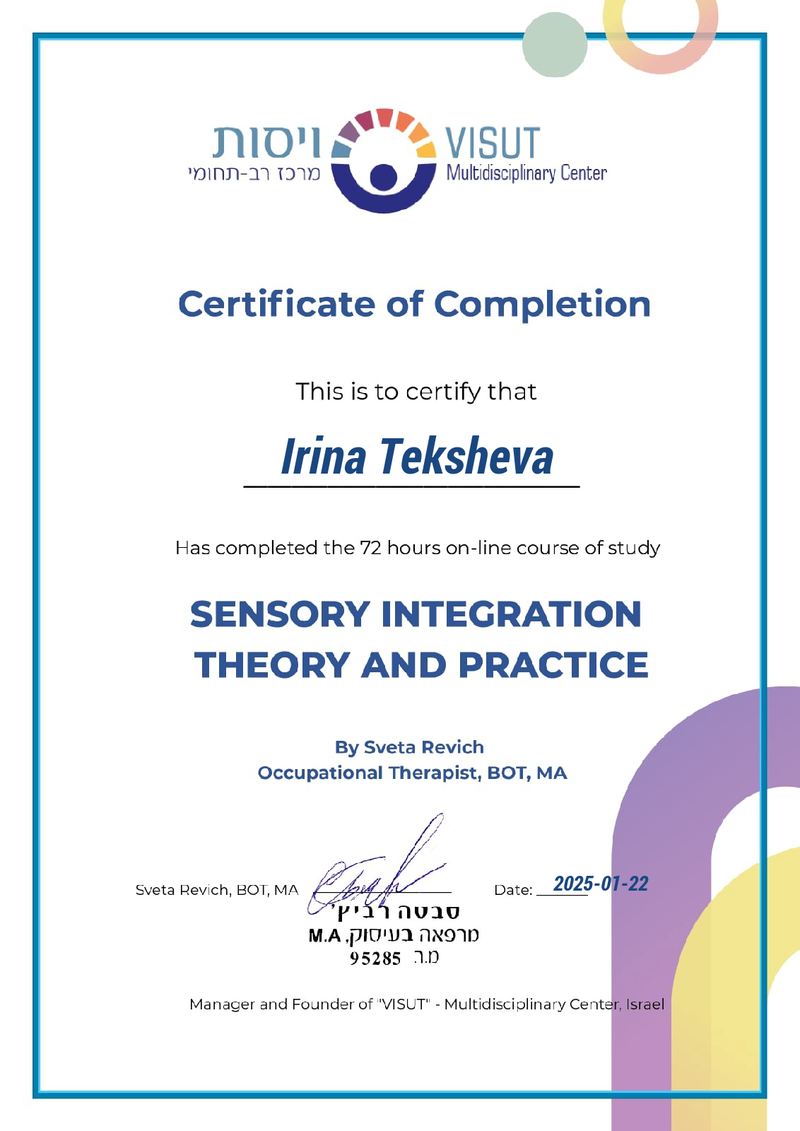 ויסות VISUT
מרכז רב-תחומי Multidisciplinary Center
Certificate of Completion
This is to certify that
Irina Teksheva
Has completed the 72 hours on-line course of study
SENSORY INTEGRATION
THEORY AND PRACTICE
By Sveta Revich
Occupational Therapist, BOT, MA
Sveta Revich, BOT, MA Date: 2025-01-22
סבטה רביץ'
מרפאה בעיסוק, M.A
מ.ר. 95285
Manager and Founder of "VISUT" - Multidisciplinary Center, Israel